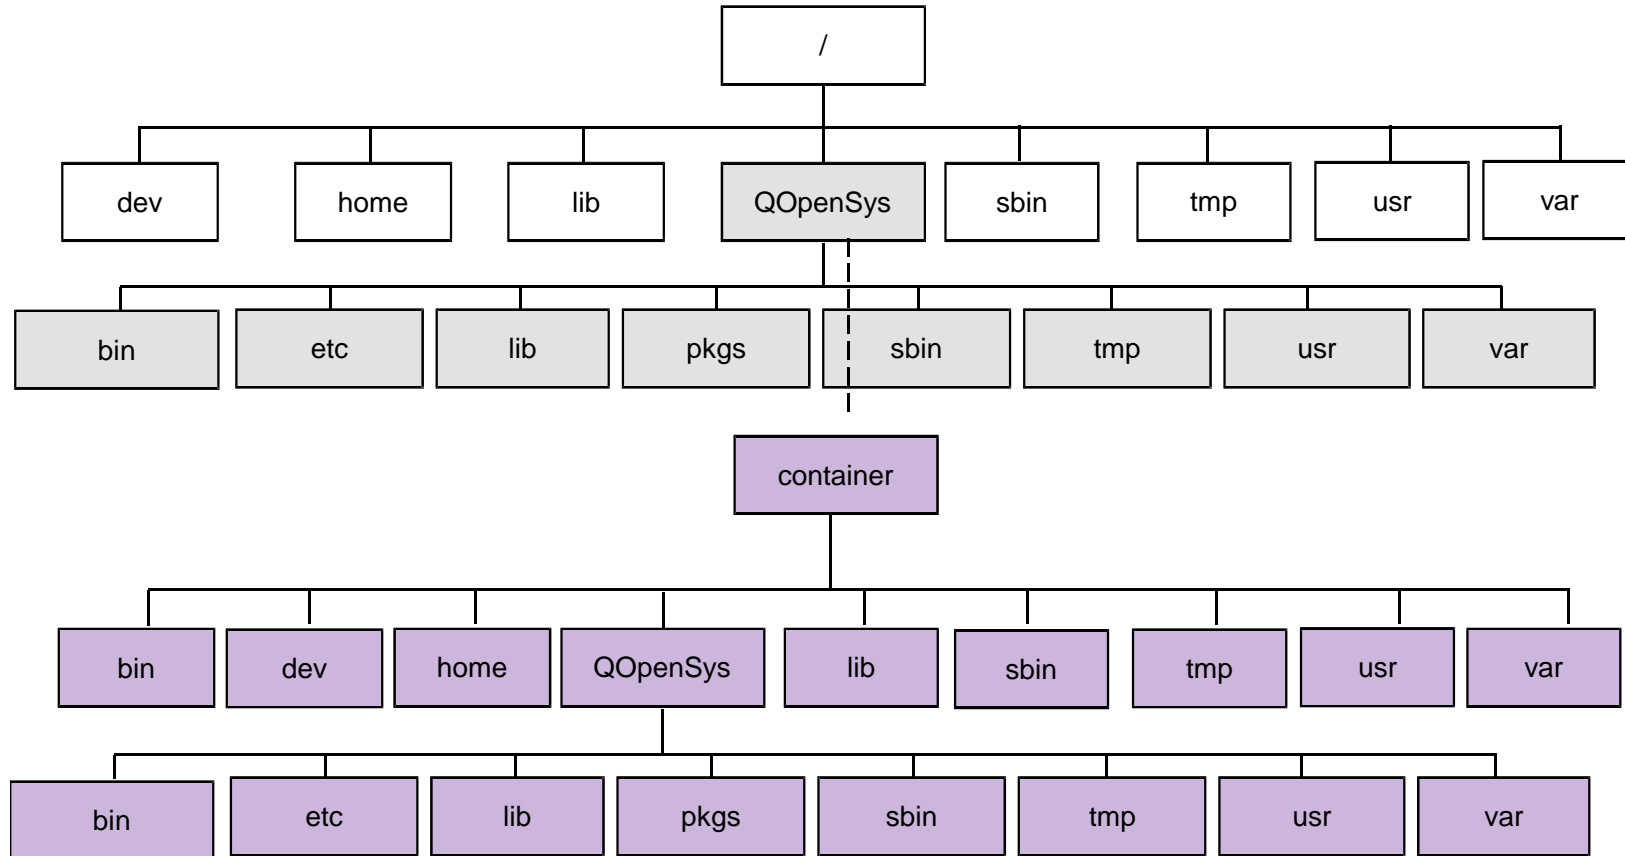 /
dev home lib QOpenSys sbin tmp usr var
bin etc lib pkgs sbin tmp usr var
container
bin dev home QOpenSys lib sbin tmp usr var
bin etc lib pkgs sbin tmp usr var